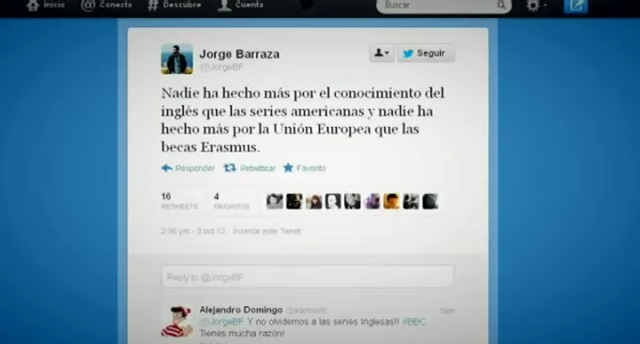 Inicio @ Conecta # Descubre Cuenta Buscar
Jorge Barraza
@JorgeBF
Seguir
Nadie ha hecho más por el conocimiento del
inglés que las series americanas y nadie ha
hecho más por la Unión Europea que las
becas Erasmus.
Responder Retwittear Favorito
16 4
RETWEETS FAVORITOS
2:36 pm - 3 oct 12 · Insertar este Tweet
Reply to @JorgeBF
Alejandro Domingo
@JorgeBF Y no olvidemos a las series Inglesas!! #BBC
Tienes mucha razón!